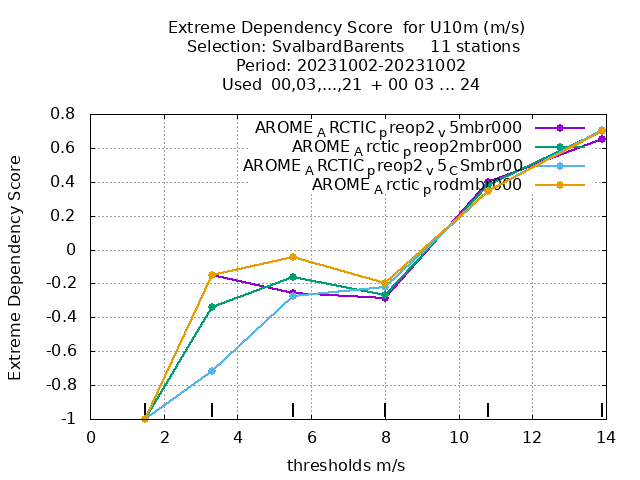 Extreme Dependency Score for U10m (m/s)
Selection: SvalbardBarents 11 stations
Period: 20231002-20231002
Used 00,03,...,21 + 00 03 ... 24
0.8
0.6
0.4
0.2
0
-0.2
-0.4
-0.6
-0.8
-1
Extreme Dependency Score
AROME_ARCTIC_preop2_v5mbr000
AROME_Arctic_preop2mbr000
AROME_ARCTIC_preop2_v5_CSmbr00
AROME_Arctic_prodmbr000
0 2 4 6 8 10 12 14
thresholds m/s